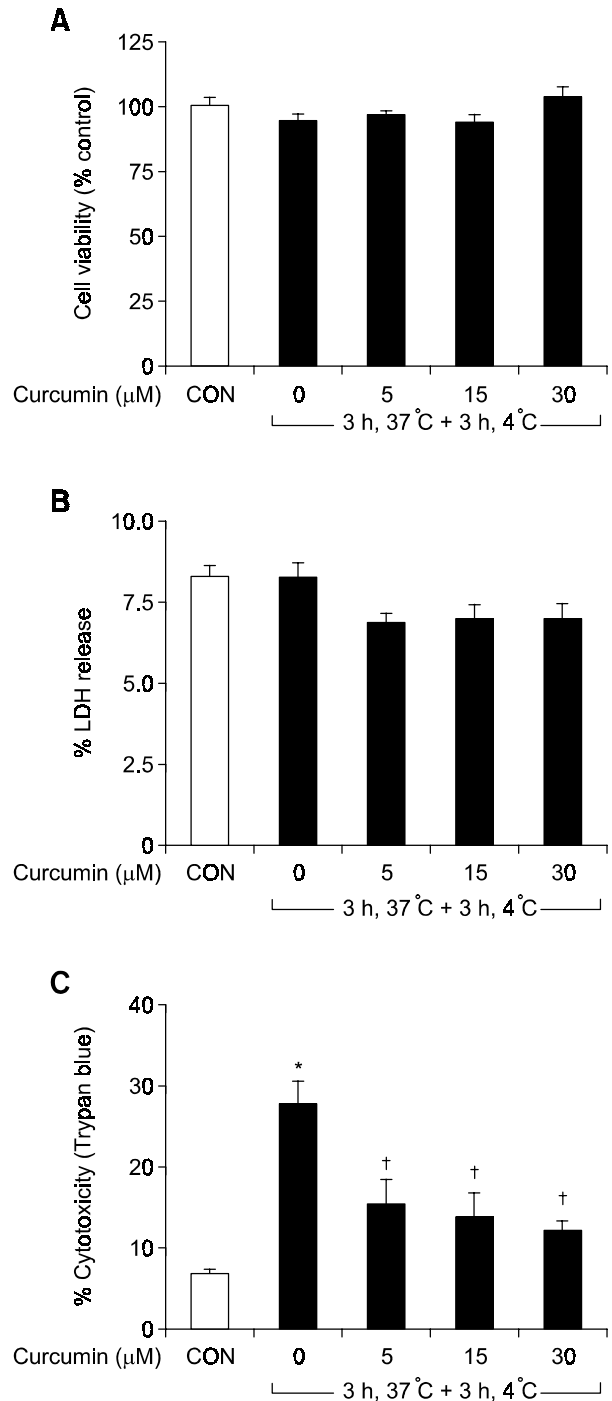 A
Cell viability (% control)
125
100
75
50
25
0
Curcumin (μM) CON 0 5 15 30
3 h, 37°C + 3 h, 4°C
B
% LDH release
10.0
7.5
5.0
2.5
0
Curcumin (μM) CON 0 5 15 30
3 h, 37°C + 3 h, 4°C
C
% Cytotoxicity (Trypan blue)
40
30
20
10
0
* † † †
Curcumin (μM) CON 0 5 15 30
3 h, 37°C + 3 h, 4°C